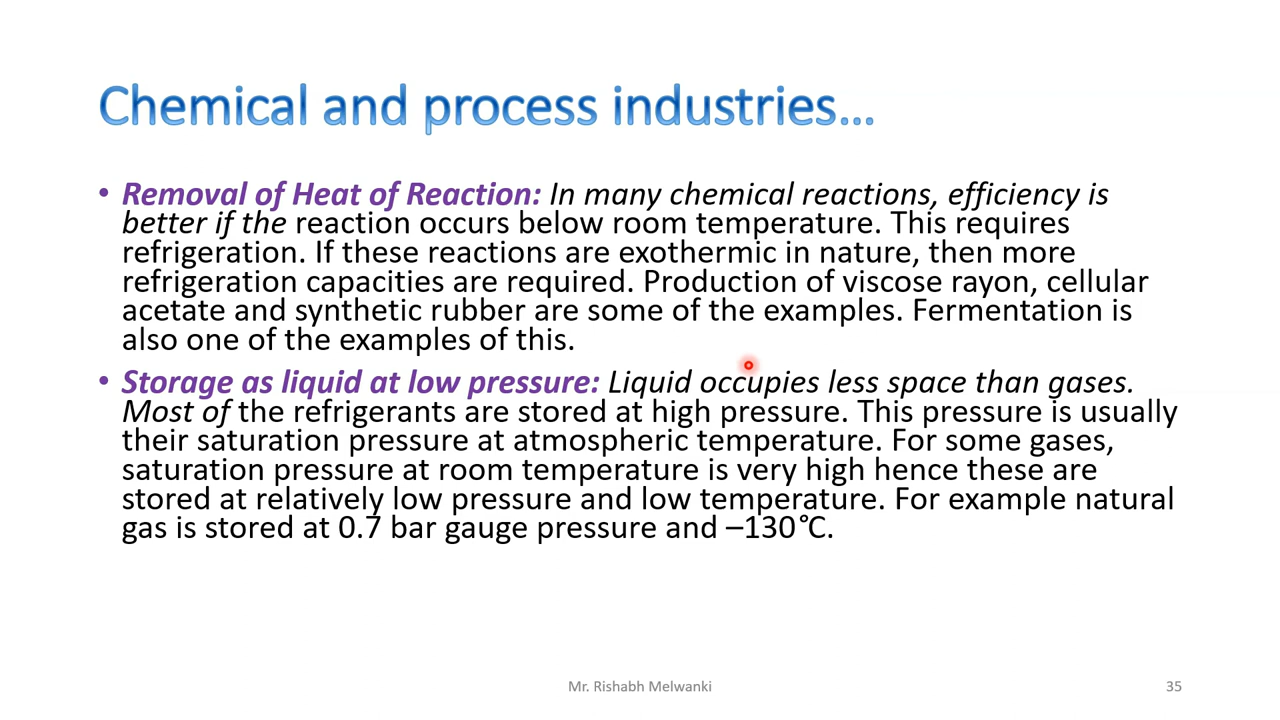 Chemical and process industries...
• Removal of Heat of Reaction: In many chemical reactions, efficiency is
better if the reaction occurs below room temperature. This requires
refrigeration. If these reactions are exothermic in nature, then more
refrigeration capacities are required. Production of viscose rayon, cellular
acetate and synthetic rubber are some of the examples. Fermentation is
also one of the examples of this.
• Storage as liquid at low pressure: Liquid occupies less space than gases.
Most of the refrigerants are stored at high pressure. This pressure is usually
their saturation pressure at atmospheric temperature. For some gases,
saturation pressure at room temperature is very high hence these are
stored at relatively low pressure and low temperature. For example natural
gas is stored at 0.7 bar gauge pressure and –130°C.
Mr. Rishabh Melwanki
35